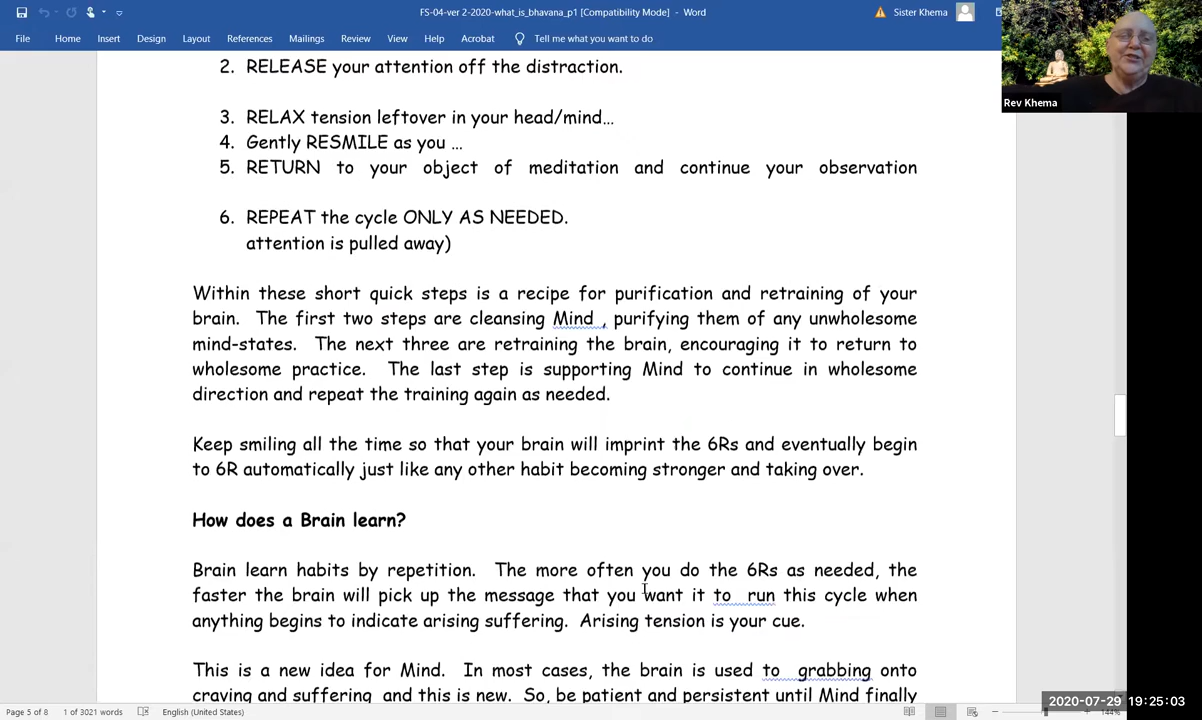 FS-04-ver 2-2020-what_is_bhavana_p1 [Compatibility Mode] - Word
Sister Khema
File Home Insert Design Layout References Mailings Review View Help Acrobat Tell me what you want to do
Rev Khema
2. RELEASE your attention off the distraction.
3. RELAX tension leftover in your head/mind…
4. Gently RESMILE as you …
5. RETURN to your object of meditation and continue your observation
6. REPEAT the cycle ONLY AS NEEDED.
attention is pulled away)
Within these short quick steps is a recipe for purification and retraining of your
brain. The first two steps are cleansing Mind , purifying them of any unwholesome
mind-states. The next three are retraining the brain, encouraging it to return to
wholesome practice. The last step is supporting Mind to continue in wholesome
direction and repeat the training again as needed.
Keep smiling all the time so that your brain will imprint the 6Rs and eventually begin
to 6R automatically just like any other habit becoming stronger and taking over.
How does a Brain learn?
Brain learn habits by repetition. The more often you do the 6Rs as needed, the
faster the brain will pick up the message that you want it to run this cycle when
anything begins to indicate arising suffering. Arising tension is your cue.
This is a new idea for Mind. In most cases, the brain is used to grabbing onto
craving and suffering and this is new. So, be patient and persistent until Mind finally
Page 5 of 8 1 of 3021 words English (United States) 144%
2020-07-29 19:25:03